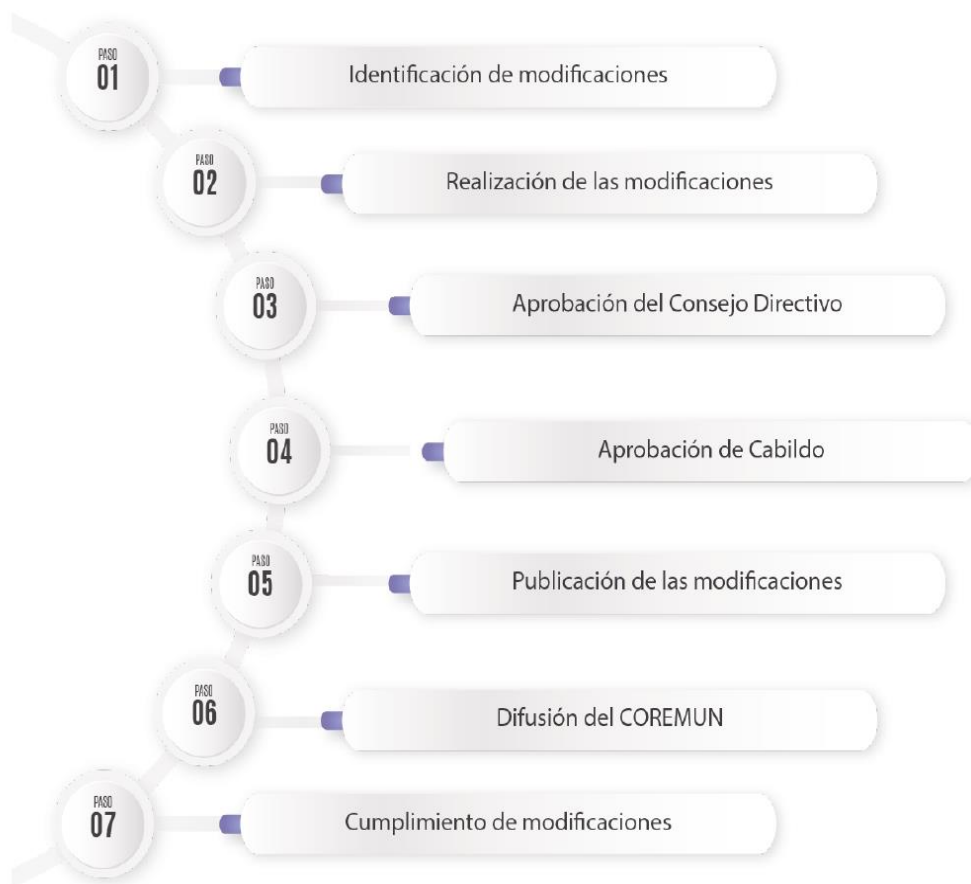 PASO
01
Identificación de modificaciones
PASO
02
Realización de las modificaciones
PASO
03
Aprobación del Consejo Directivo
PASO
04
Aprobación de Cabildo
PASO
05
Publicación de las modificaciones
PASO
06
Difusión del COREMUN
PASO
07
Cumplimiento de modificaciones